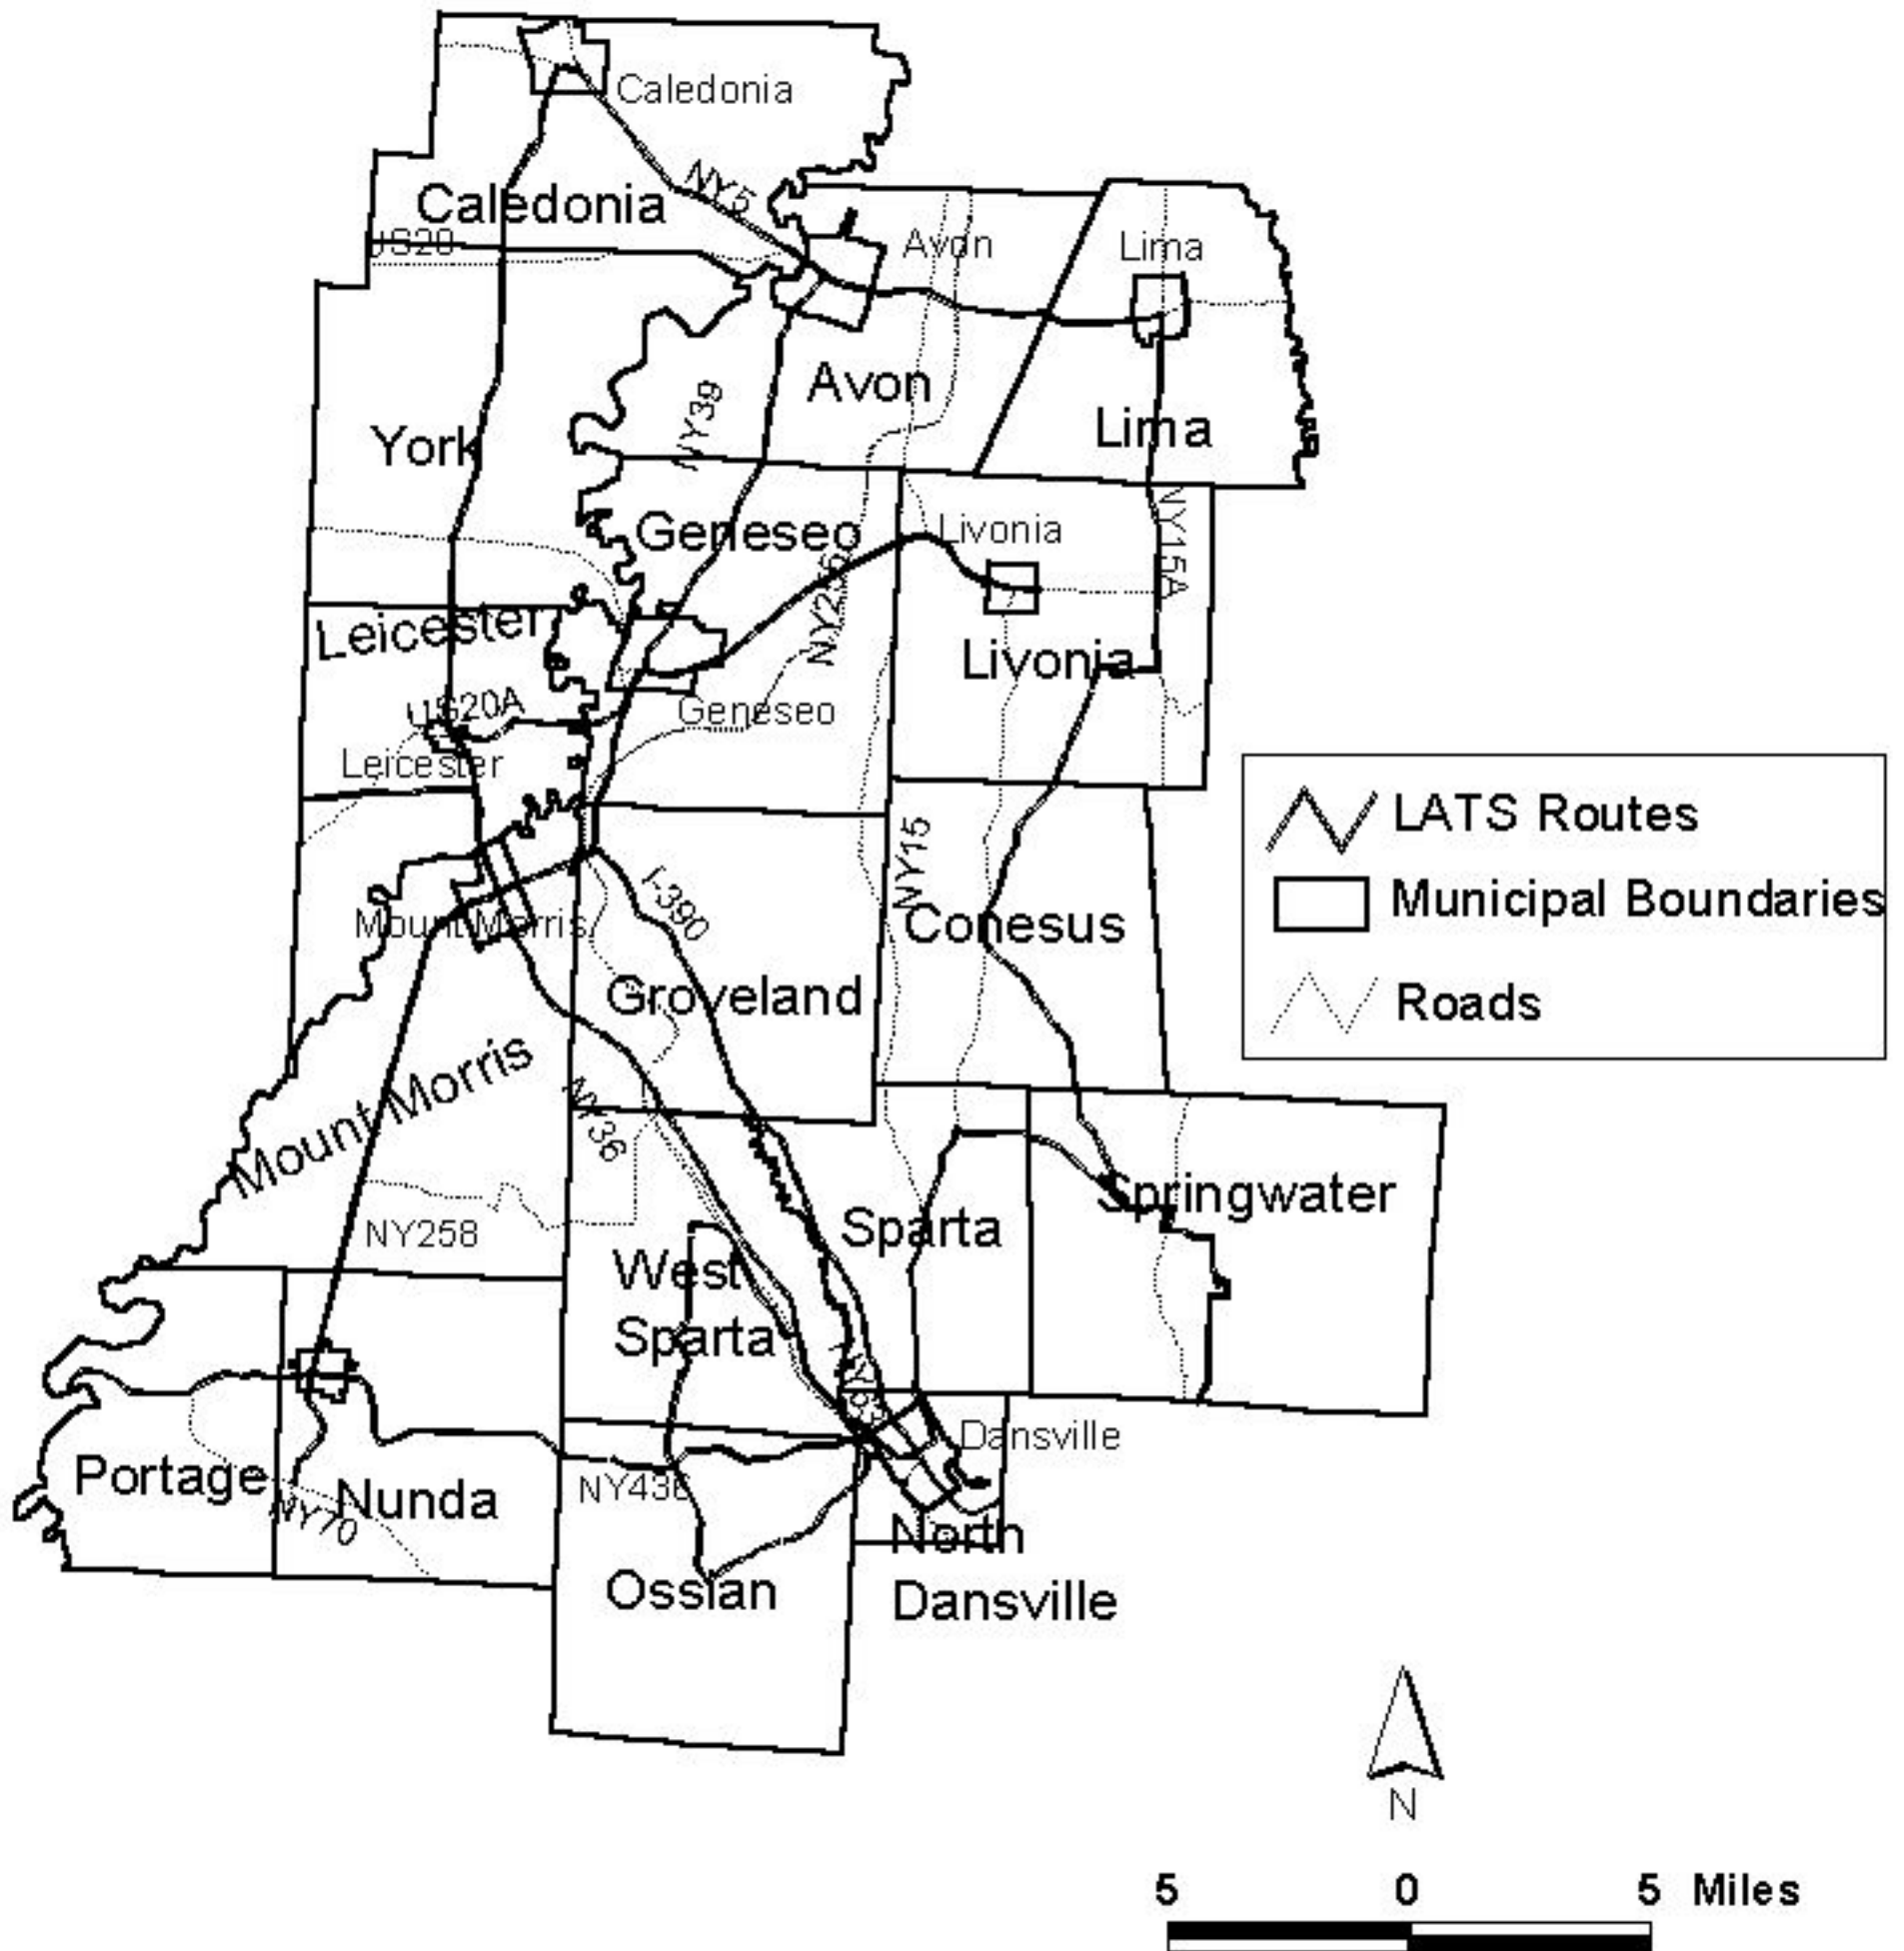 Caledonia
NY5
Caledonia
US20
Avon
Lima
NY39
Avon
Lima
York
Geneseo
Livonia
NY15A
Leicester
Livonia
US20A
Geneseo
Leicester
LATS Routes
NY15
I-390
Municipal Boundaries
Mount Morris
Conesus
Groveland
Roads
Mount Morris
NY36
Springwater
NY258
Sparta
West
Sparta
NY63
Dansville
Portage
NY436
Nunda
NY70
North
Dansville
Ossian
N
5 0 5 Miles